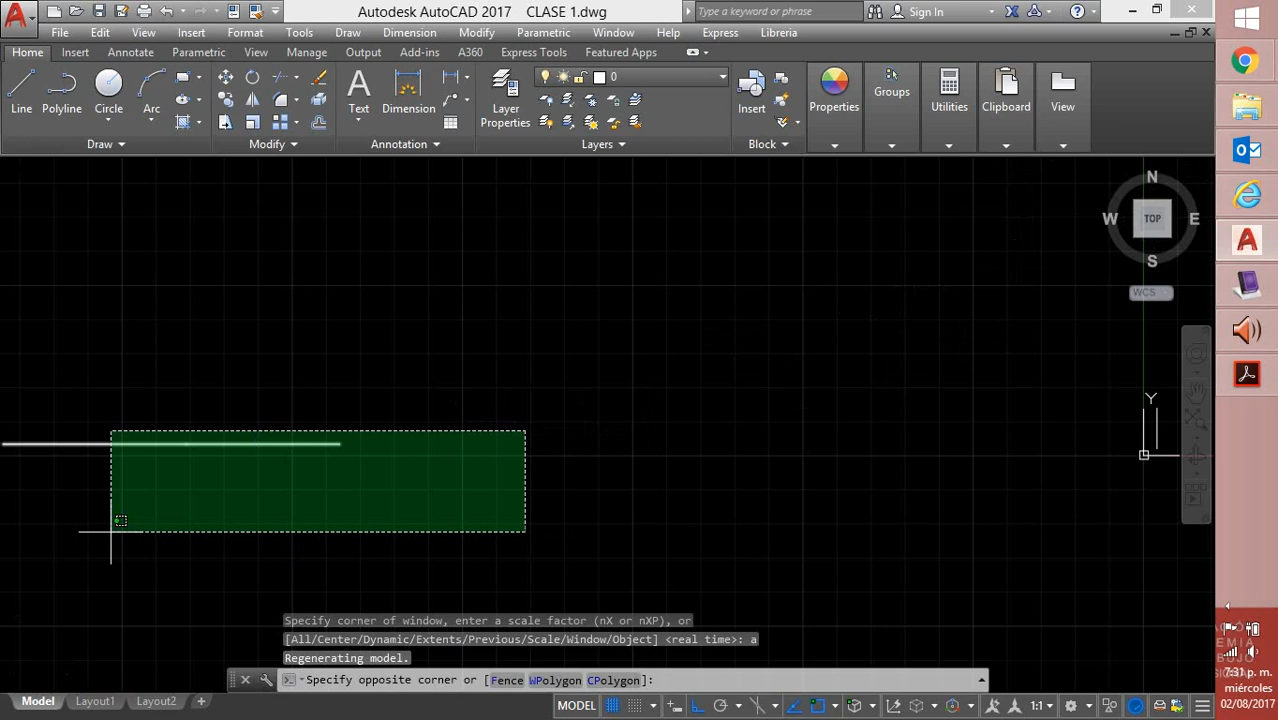 Autodesk AutoCAD 2017 CLASE 1.dwg
Type a keyword or phrase
Sign In
File Edit View Insert Format Tools Draw Dimension Modify Parametric Window Help Express Libreria
Home Insert Annotate Parametric View Manage Output Add-ins A360 Express Tools Featured Apps
Line Polyline Circle Arc
Text Dimension
Layer
Properties
0
Insert
Properties
Groups
Utilities
Clipboard
View
Draw Modify Annotation Layers Block
N
W TOP E
S
WCS
Y
Specify corner of window, enter a scale factor (nX or nXP), or
[All/Center/Dynamic/Extents/Previous/Scale/Window/Object] <real time>: a
Regenerating model.
Specify opposite corner or [Fence WPolygon CPolygon]:
Model Layout1 Layout2 +
MODEL
1:1
7:31 p. m.
miércoles
02/08/2017